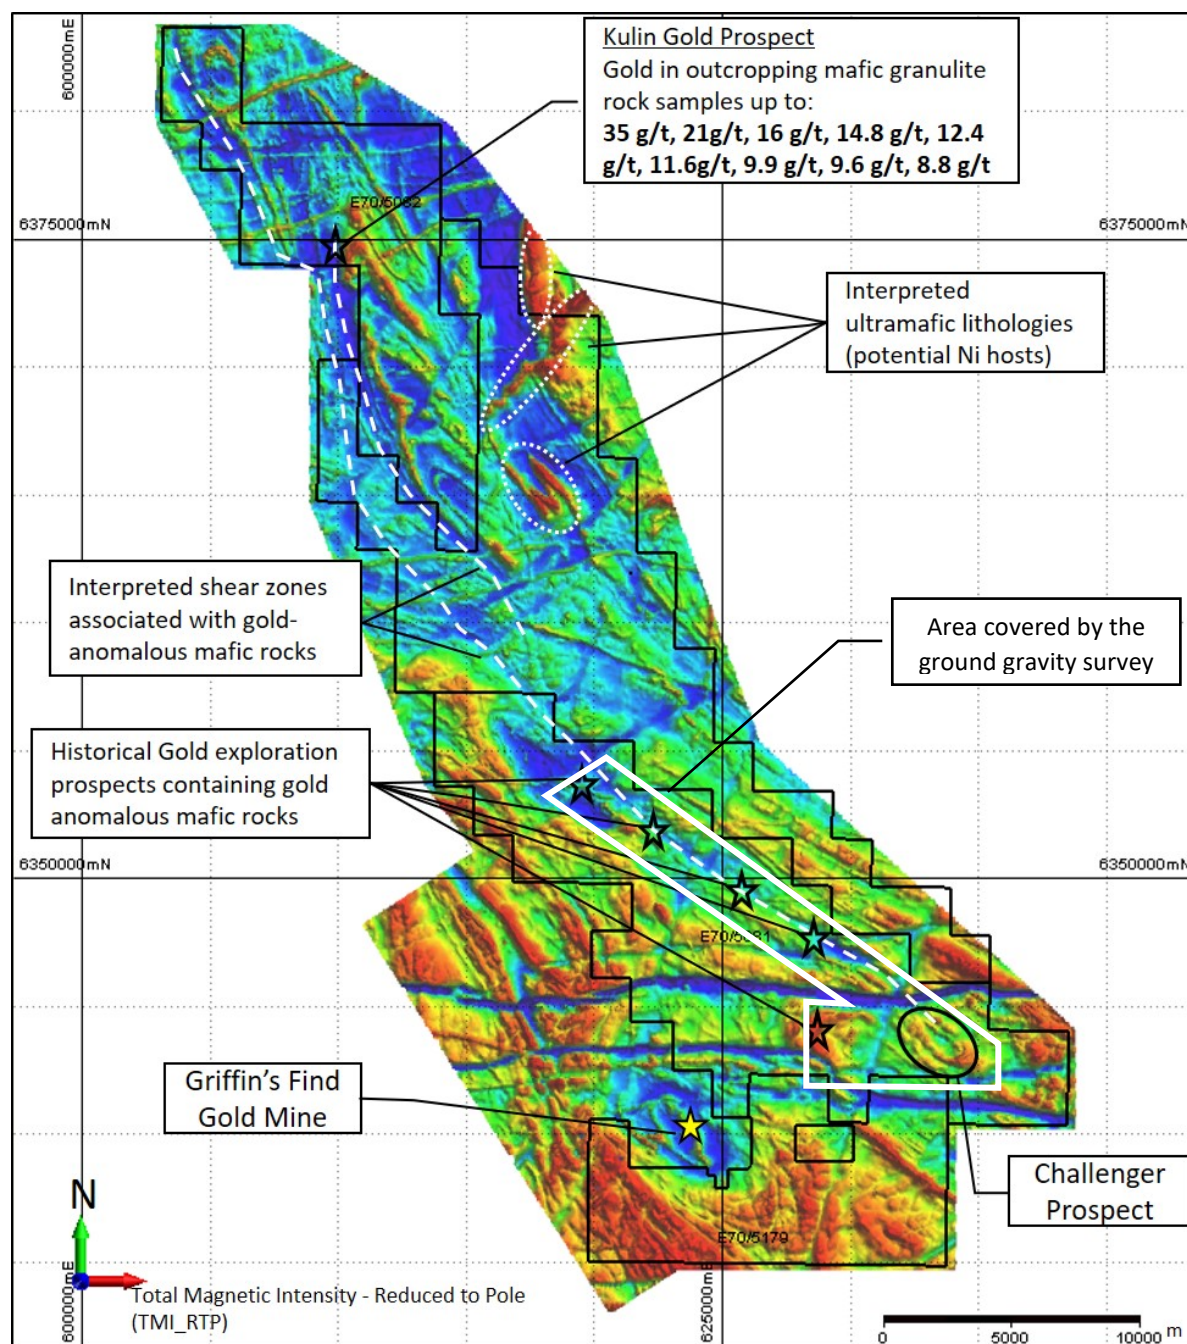 600000mE
Kulin Gold Prospect
Gold in outcropping mafic granulite
rock samples up to:
35 g/t, 21g/t, 16 g/t, 14.8 g/t, 12.4
g/t, 11.6g/t, 9.9 g/t, 9.6 g/t, 8.8 g/t
E70/5082
6375000mN
6375000mN
Interpreted
ultramafic lithologies
(potential Ni hosts)
Interpreted shear zones
associated with gold-
anomalous mafic rocks
Area covered by the
ground gravity survey
Historical Gold exploration
prospects containing gold
anomalous mafic rocks
6350000mN
6350000mN
E70/5081
Griffin's Find
Gold Mine
Challenger
Prospect
N
E70/5179
Total Magnetic Intensity - Reduced to Pole
(TMI_RTP)
600000mE
625000mE
0 5000 10000 m